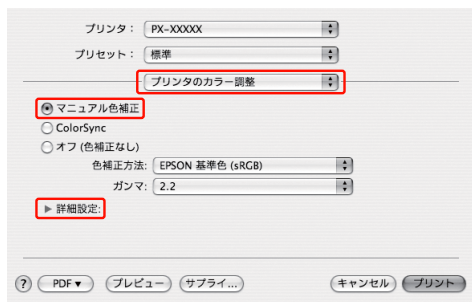 プリンタ： PX-XXXXX
プリセット： 標準
プリンタのカラー調整
マニュアル色補正
ColorSync
オフ (色補正なし)
色補正方法: EPSON 基準色 (sRGB)
ガンマ: 2.2
▶ 詳細設定:
? PDF▼ プレビュー サプライ... キャンセル プリント